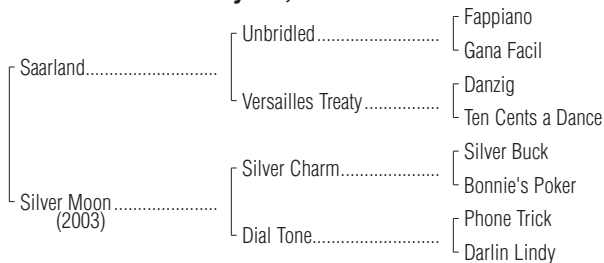 Fappiano
Unbridled
Gana Facil
Saarland
Danzig
Versailles Treaty
Ten Cents a Dance
Silver Buck
Silver Charm
Bonnie's Poker
Silver Moon
(2003)
Phone Trick
Dial Tone
Darlin Lindy